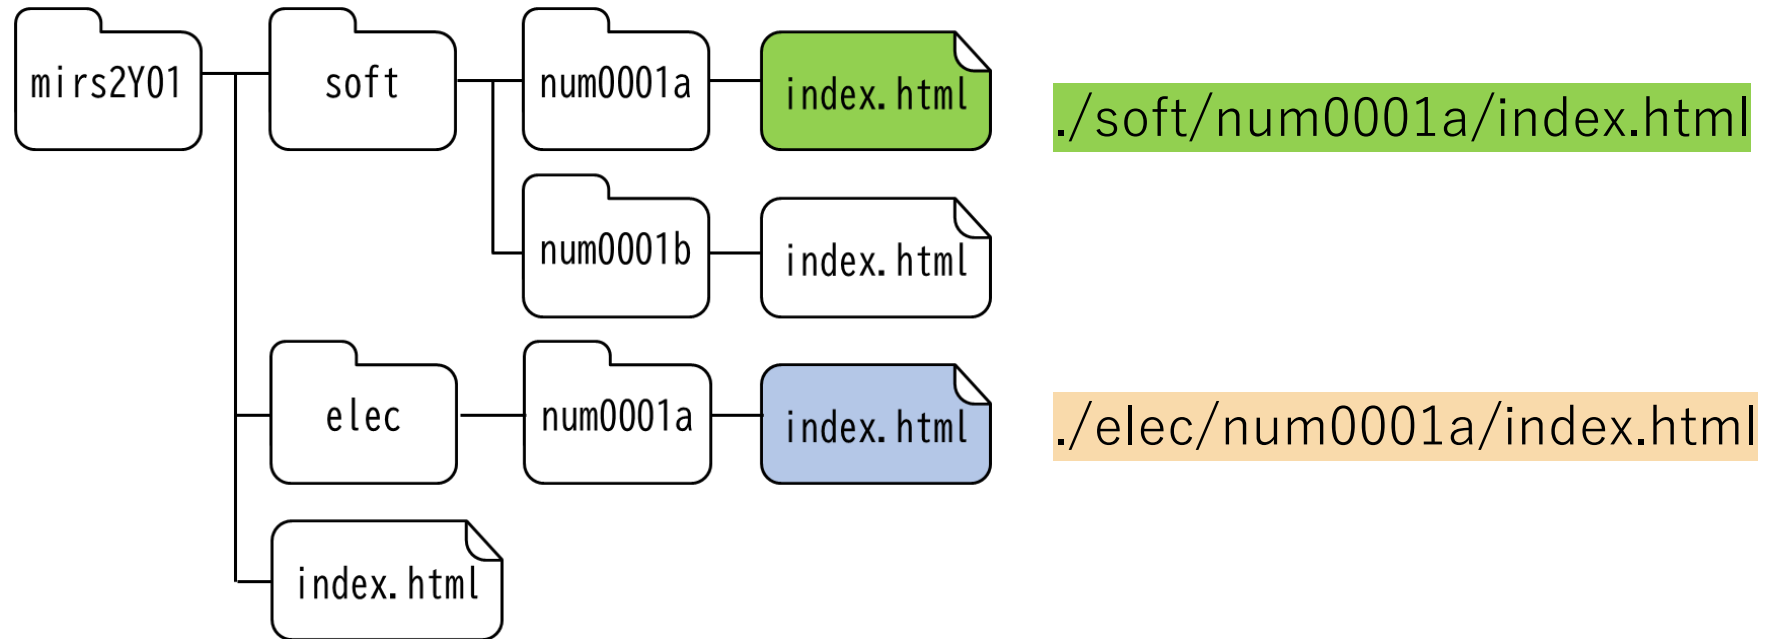 mirs2Y01
soft
num0001a
index.html
./soft/num0001a/index.html
num0001b
index.html
elec
num0001a
index.html
./elec/num0001a/index.html
index.html